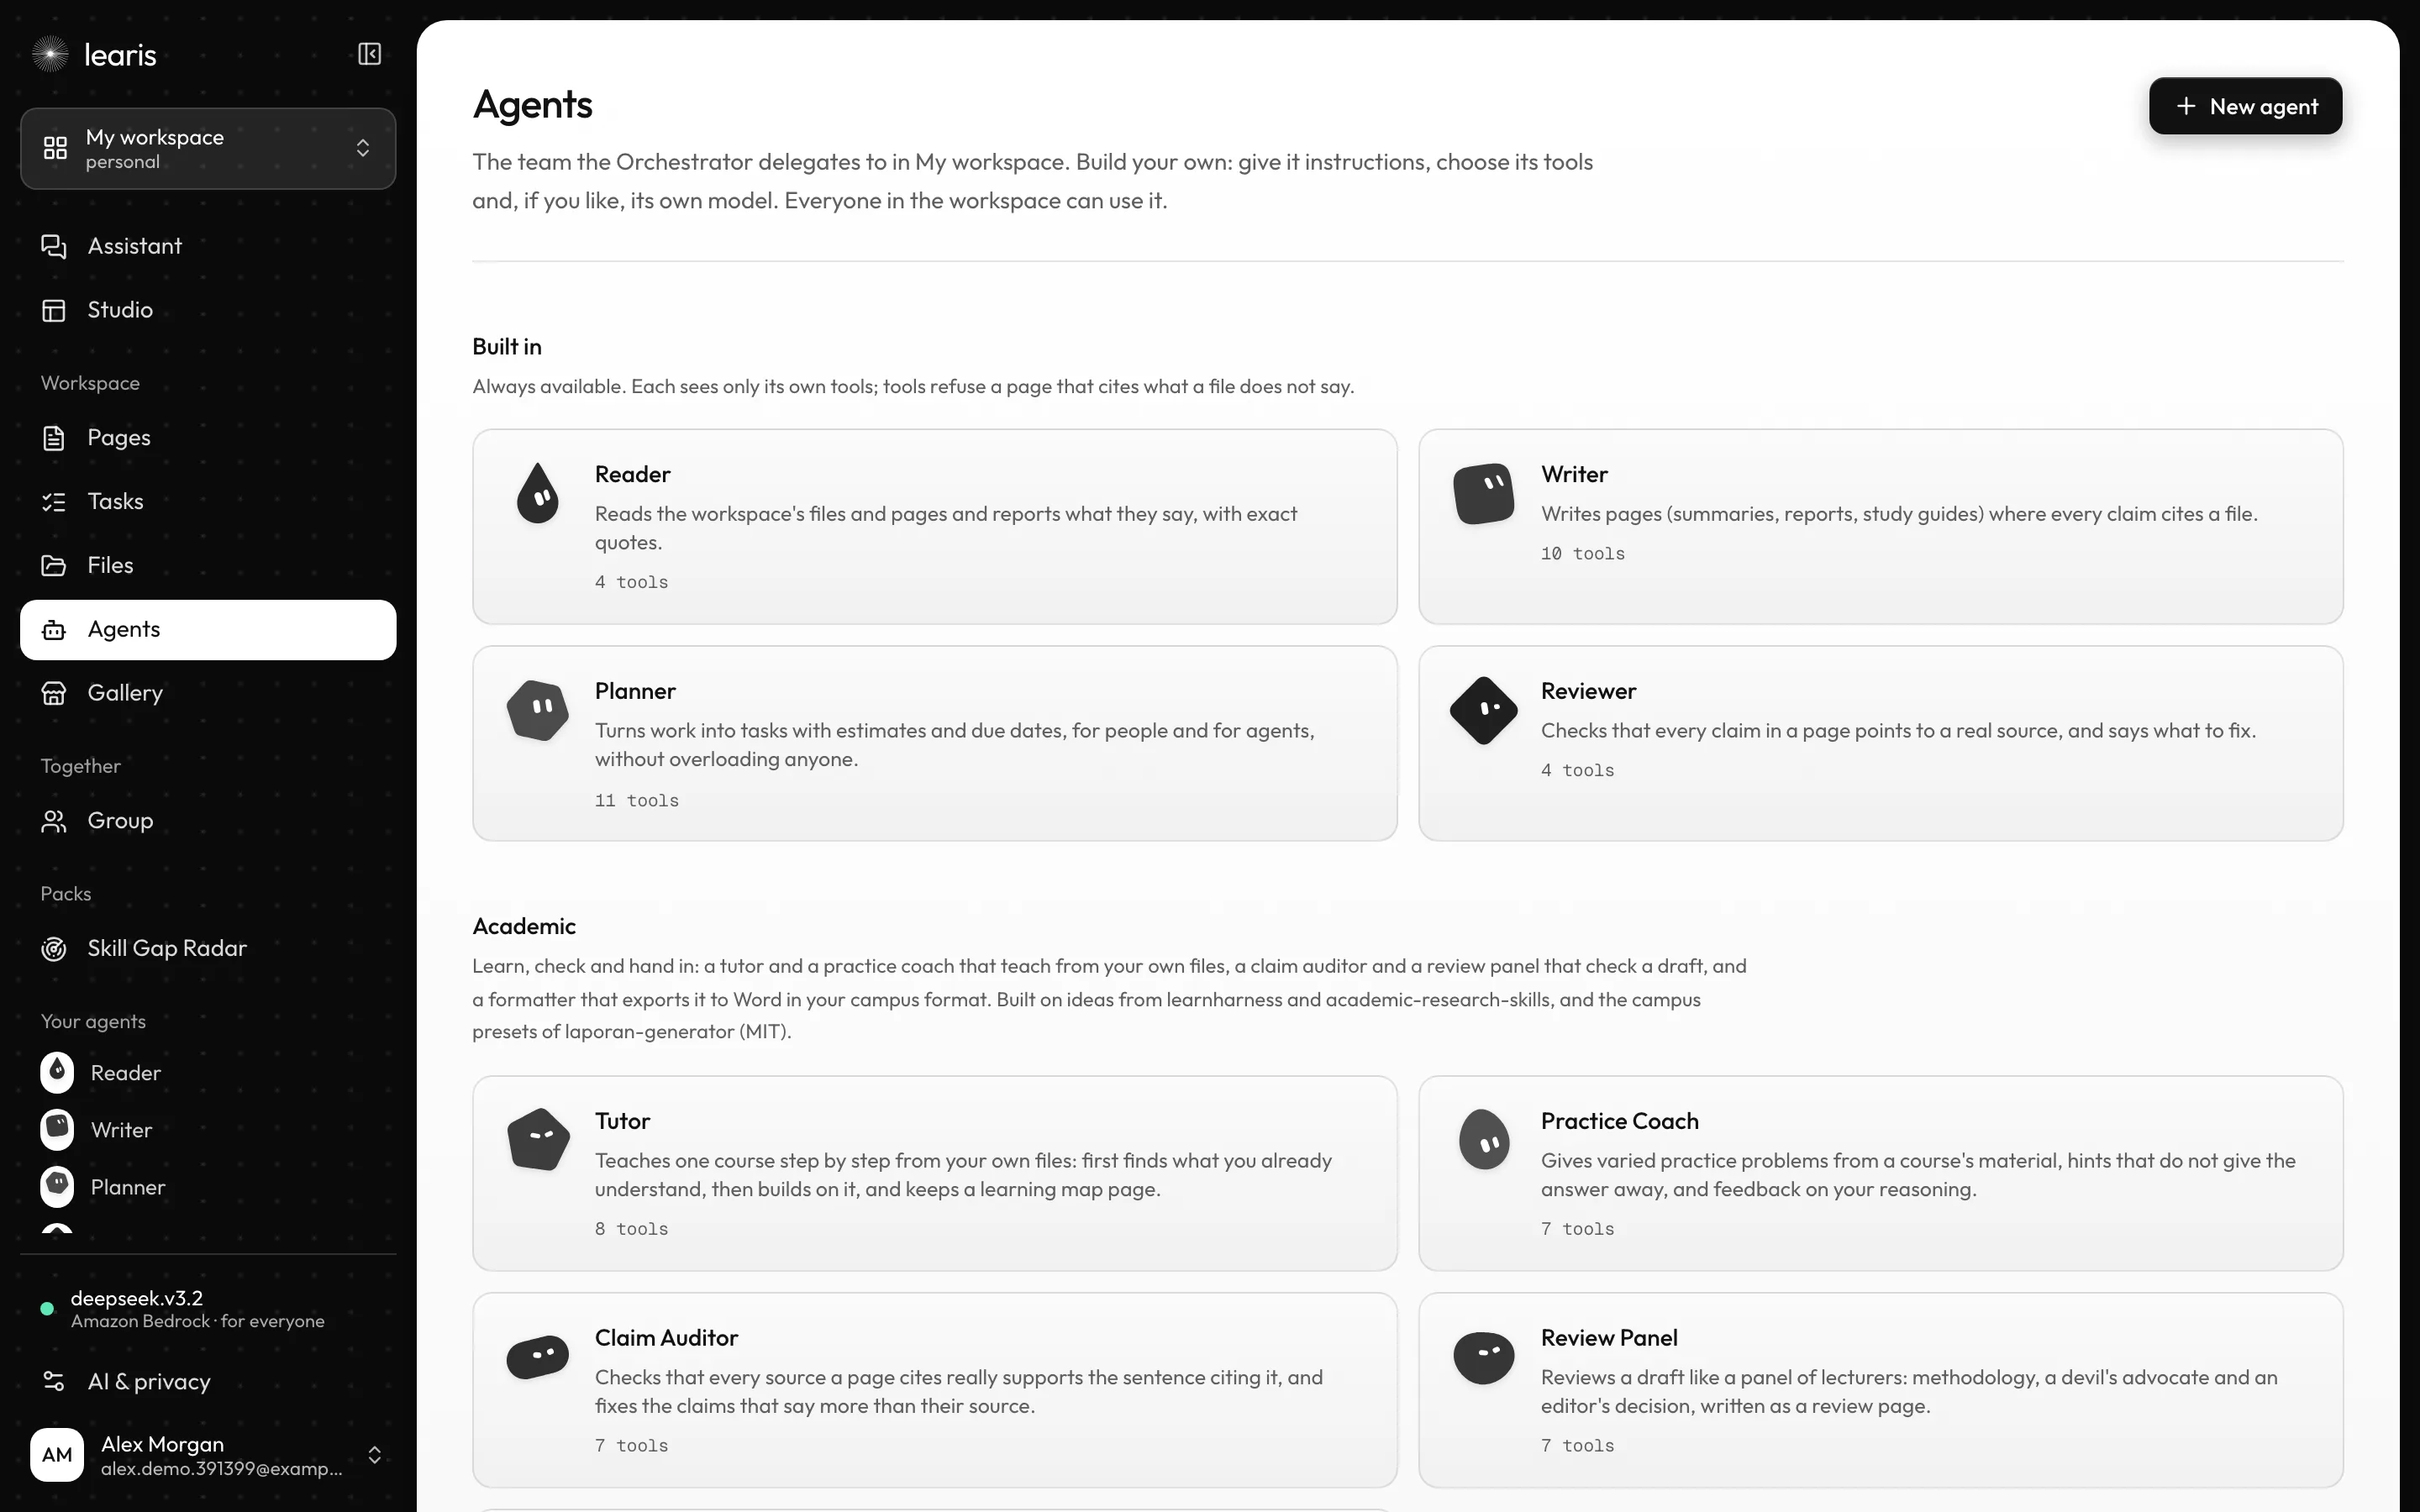 learis
My workspace
personal
Assistant
Studio
Workspace
Pages
Tasks
Files
Agents
Gallery
Together
Group
Packs
Skill Gap Radar
Your agents
Reader
Writer
Planner
deepseek.v3.2
Amazon Bedrock · for everyone
AI & privacy
AM
Alex Morgan
alex.demo.391399@examp...
Agents
New agent
The team the Orchestrator delegates to in My workspace. Build your own: give it instructions, choose its tools
and, if you like, its own model. Everyone in the workspace can use it.
Built in
Always available. Each sees only its own tools; tools refuse a page that cites what a file does not say.
Reader
Reads the workspace's files and pages and reports what they say, with exact
quotes.
4 tools
Writer
Writes pages (summaries, reports, study guides) where every claim cites a file.
10 tools
Planner
Turns work into tasks with estimates and due dates, for people and for agents,
without overloading anyone.
11 tools
Reviewer
Checks that every claim in a page points to a real source, and says what to fix.
4 tools
Academic
Learn, check and hand in: a tutor and a practice coach that teach from your own files, a claim auditor and a review panel that check a draft, and
a formatter that exports it to Word in your campus format. Built on ideas from learnharness and academic-research-skills, and the campus
presets of laporan-generator (MIT).
Tutor
Teaches one course step by step from your own files: first finds what you already
understand, then builds on it, and keeps a learning map page.
8 tools
Practice Coach
Gives varied practice problems from a course's material, hints that do not give the
answer away, and feedback on your reasoning.
7 tools
Claim Auditor
Checks that every source a page cites really supports the sentence citing it, and
fixes the claims that say more than their source.
7 tools
Review Panel
Reviews a draft like a panel of lecturers: methodology, a devil's advocate and an
editor's decision, written as a review page.
7 tools